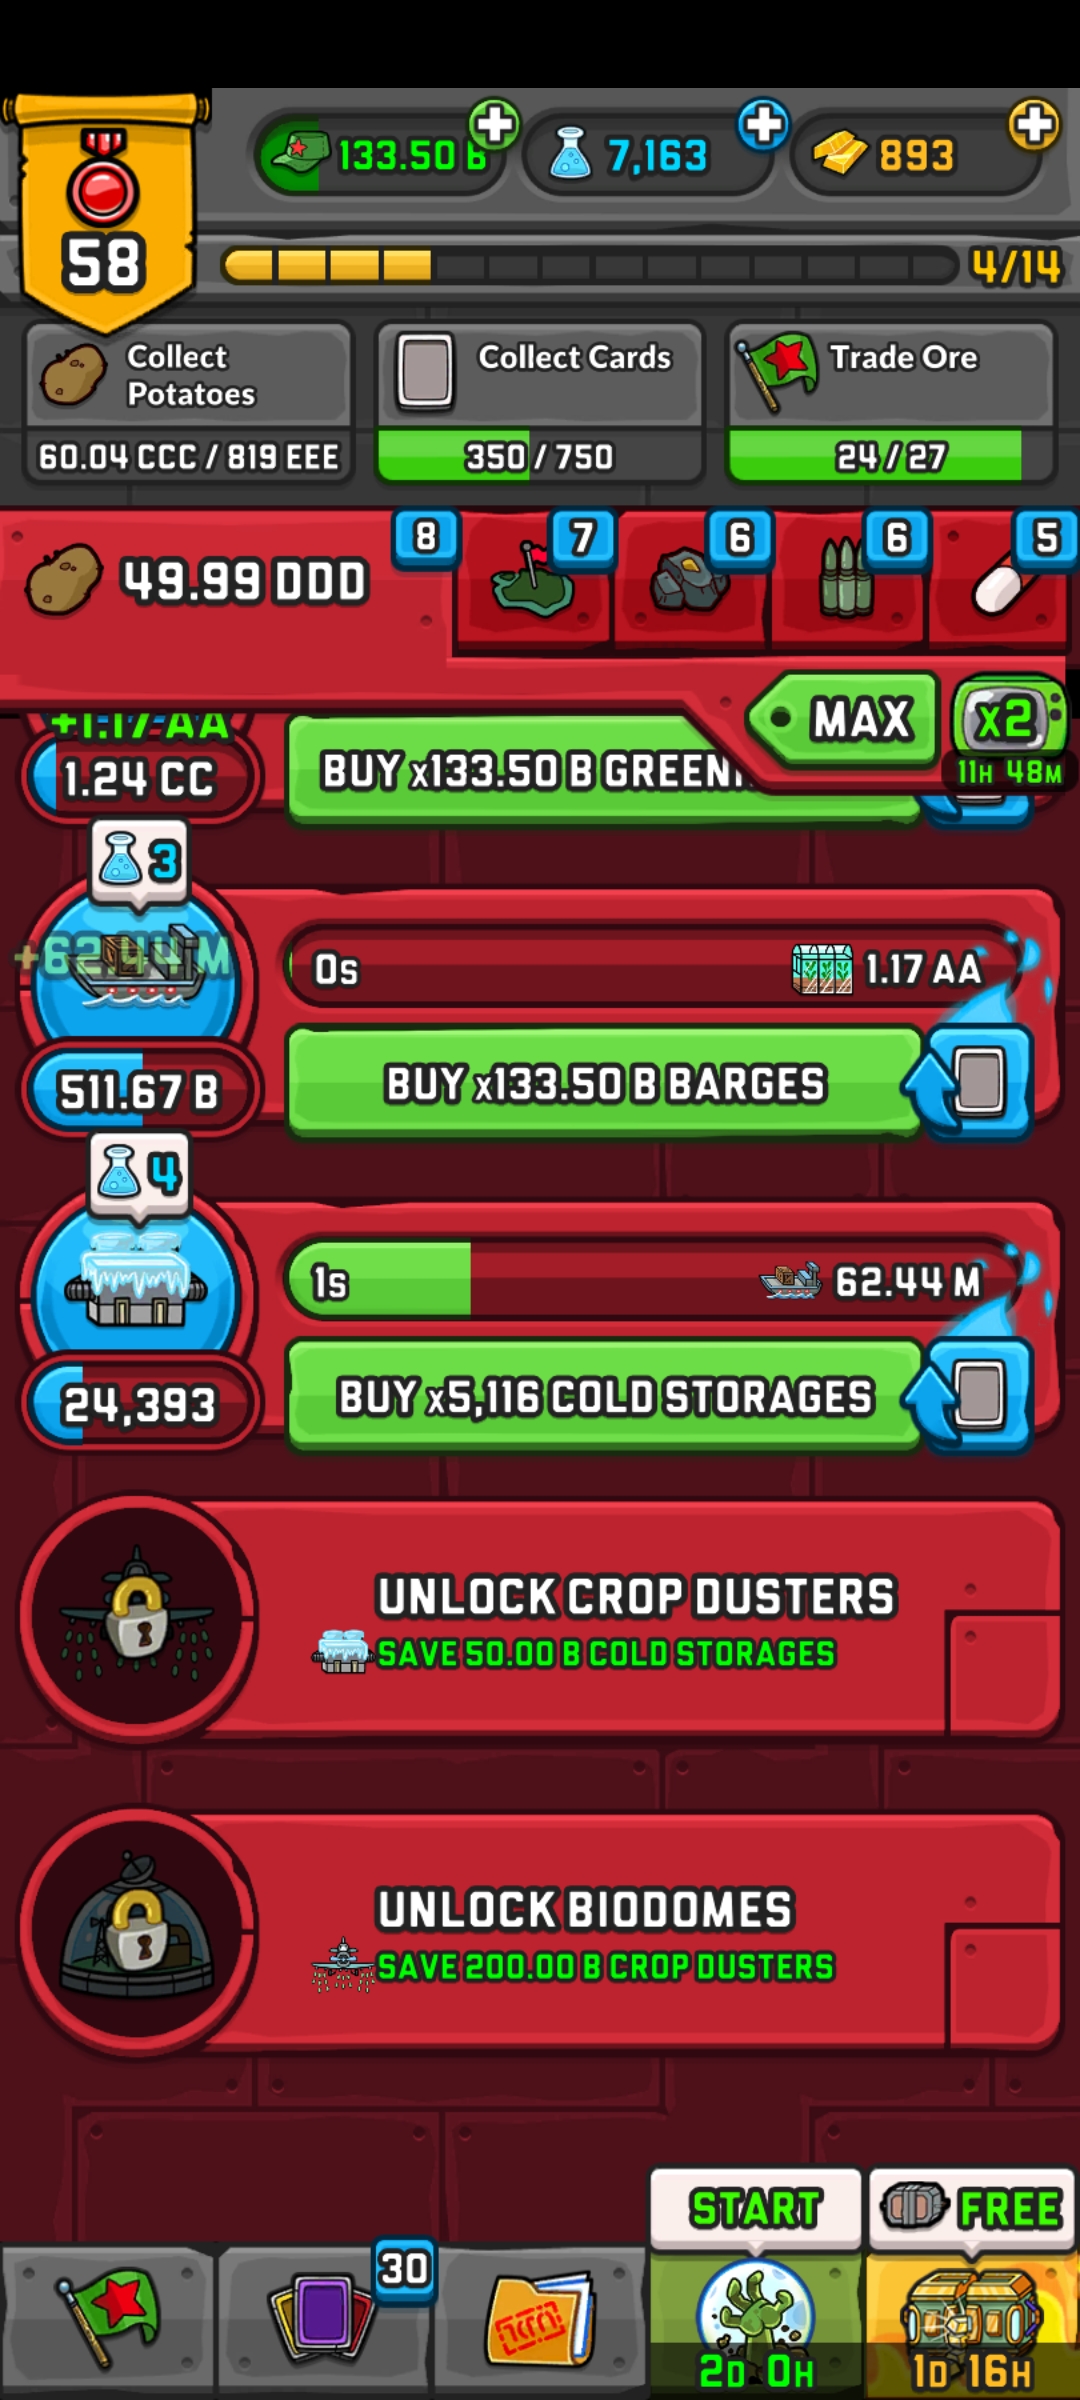 58
133.50 B
7,163
893
4/14
Collect Potatoes
60.04 CCC / 819 EEE
Collect Cards
350 / 750
Trade Ore
24 / 27
49.99 DDD
8
7
6
6
5
MAX
x2
11H 48M
+1.17 AA
1.24 CC
BUY x133.50 B
3
+62.44 M
0s
1.17 AA
511.67 B
BUY x133.50 B BARGES
4
1s
62.44 M
24,393
BUY x5,116 COLD STORAGES
UNLOCK CROP DUSTERS
SAVE 50.00 B COLD STORAGES
UNLOCK BIODOMES
SAVE 200.00 B CROP DUSTERS
START
FREE
30
2D 0H
1D 16H